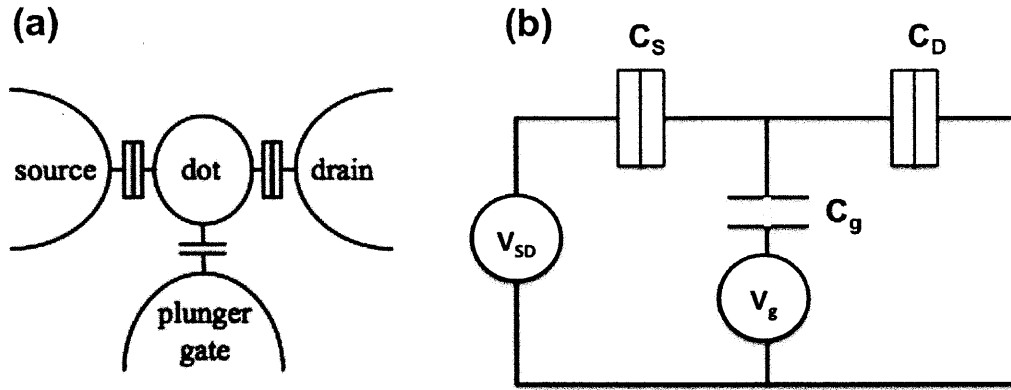 (a)
source
dot
drain
plunger
gate
(b)
C_S
C_D
V_SD
C_g
V_g